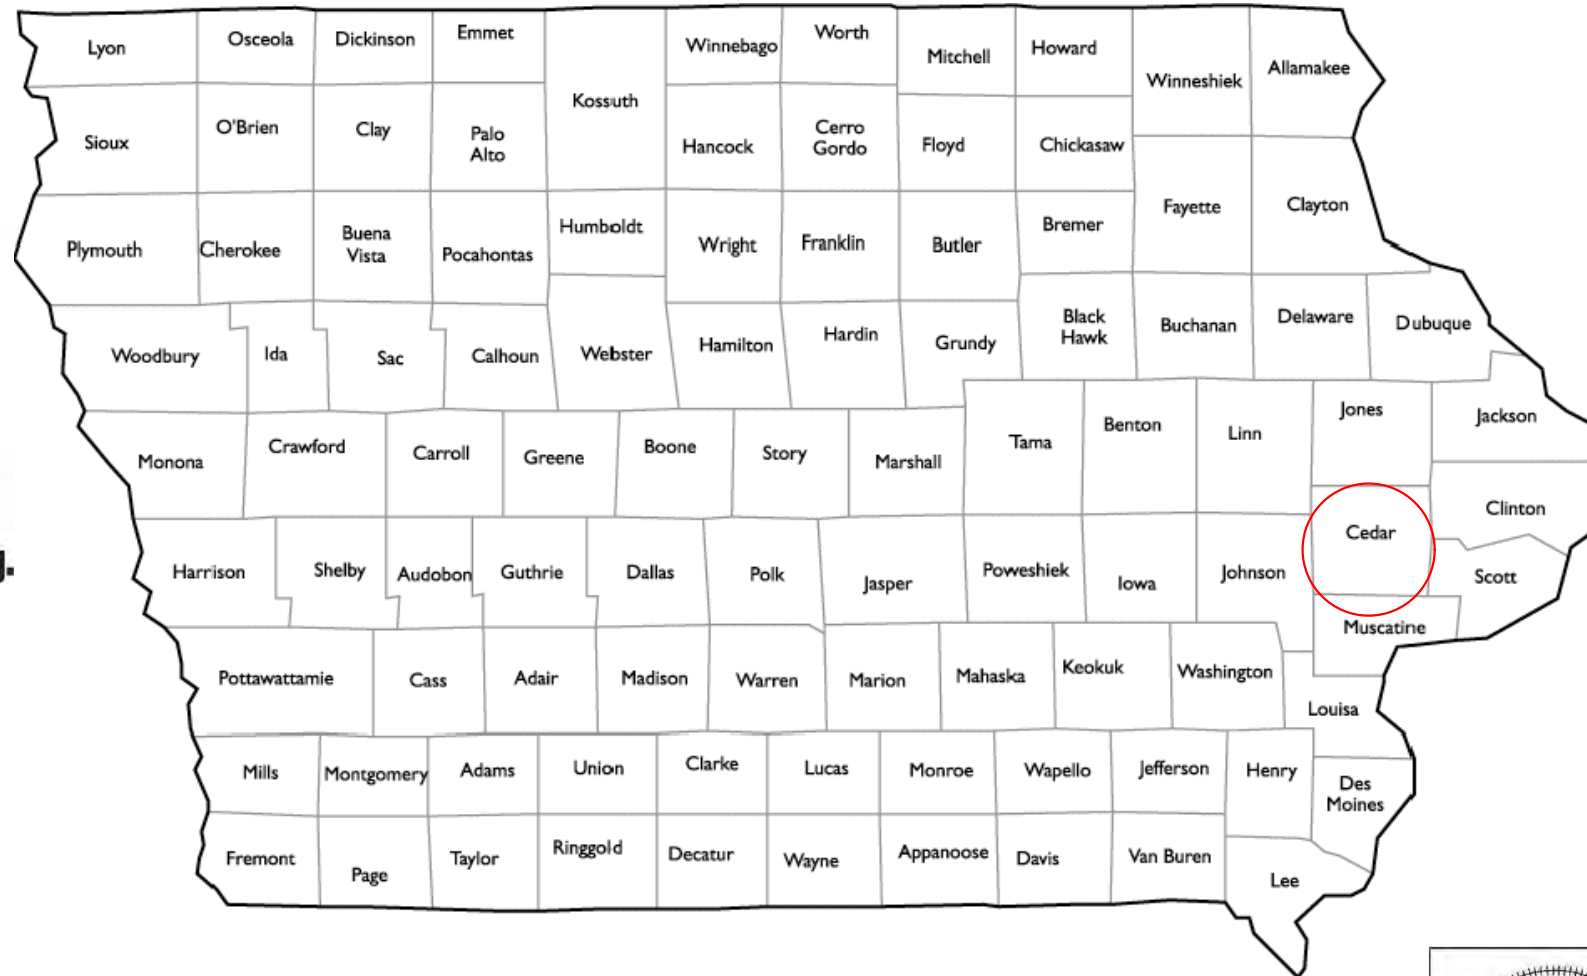 Lyon
Osceola
Dickinson
Emmet
Winnebago
Worth
Mitchell
Howard
Winneshiek
Allamakee
Kossuth
Sioux
O'Brien
Clay
Palo
Alto
Hancock
Cerro
Gordo
Floyd
Chickasaw
Fayette
Clayton
Plymouth
Cherokee
Buena
Vista
Pocahontas
Humboldt
Wright
Franklin
Butler
Bremer
Woodbury
Ida
Sac
Calhoun
Webster
Hamilton
Hardin
Grundy
Black
Hawk
Buchanan
Delaware
Dubuque
Monona
Crawford
Carroll
Greene
Boone
Story
Marshall
Tama
Benton
Linn
Jones
Jackson
Harrison
Shelby
Audobon
Guthrie
Dallas
Polk
Jasper
Poweshiek
Iowa
Johnson
Cedar
Clinton
Scott
Muscatine
Pottawattamie
Cass
Adair
Madison
Warren
Marion
Mahaska
Keokuk
Washington
Louisa
Mills
Montgomery
Adams
Union
Clarke
Lucas
Monroe
Wapello
Jefferson
Henry
Des
Moines
Fremont
Page
Taylor
Ringgold
Decatur
Wayne
Appanoose
Davis
Van Buren
Lee